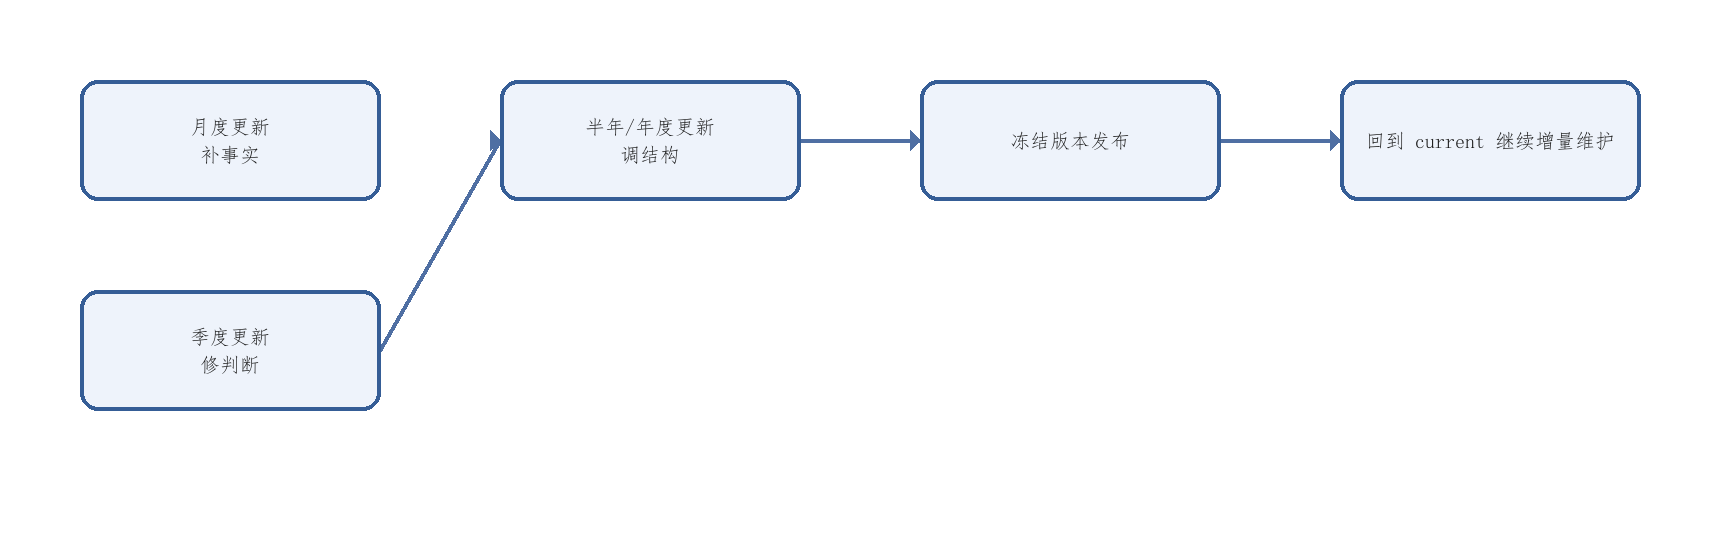 月度更新
补事实
半年/年度更新
调结构
冻结版本发布
回到 current 继续增量维护
季度更新
修判断